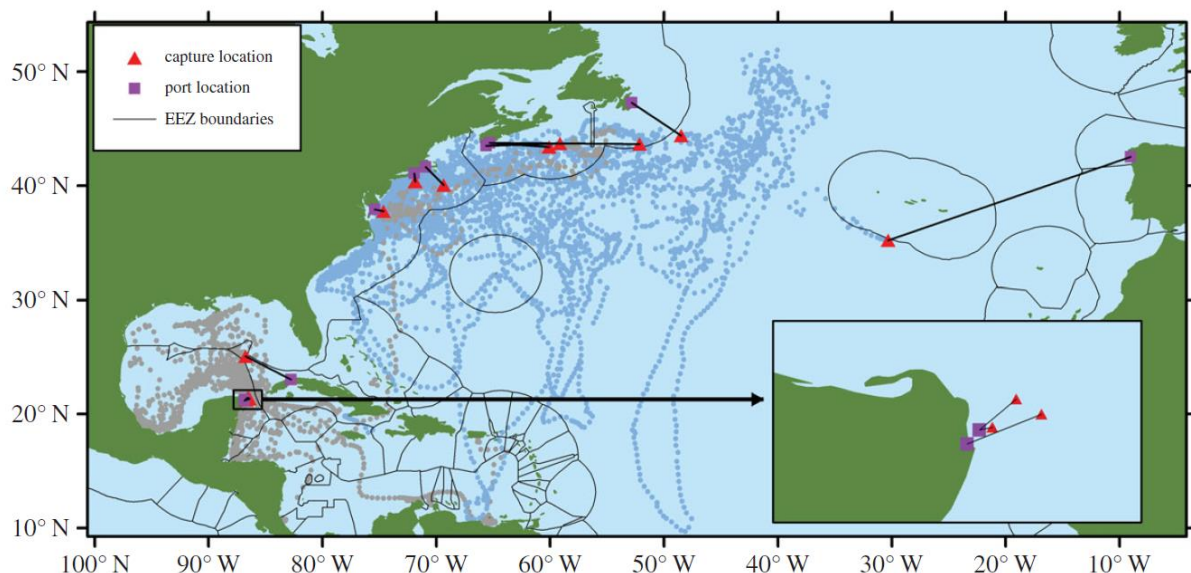 capture location
port location
EEZ boundaries
50° N
40° N
30° N
20° N
10° N
100° N
90° W
80° W
70° W
60° W
50° W
40° W
30° W
20° W
10° W